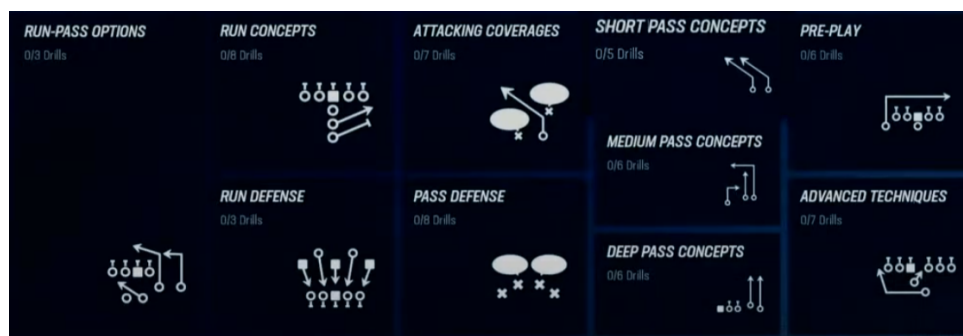 RUN-PASS OPTIONS
0/3 Drills
RUN CONCEPTS
0/8 Drills
ATTACKING COVERAGES
0/7 Drills
SHORT PASS CONCEPTS
0/5 Drills
PRE-PLAY
0/6 Drills
MEDIUM PASS CONCEPTS
0/6 Drills
RUN DEFENSE
0/3 Drills
PASS DEFENSE
0/8 Drills
ADVANCED TECHNIQUES
0/7 Drills
DEEP PASS CONCEPTS
0/6 Drills